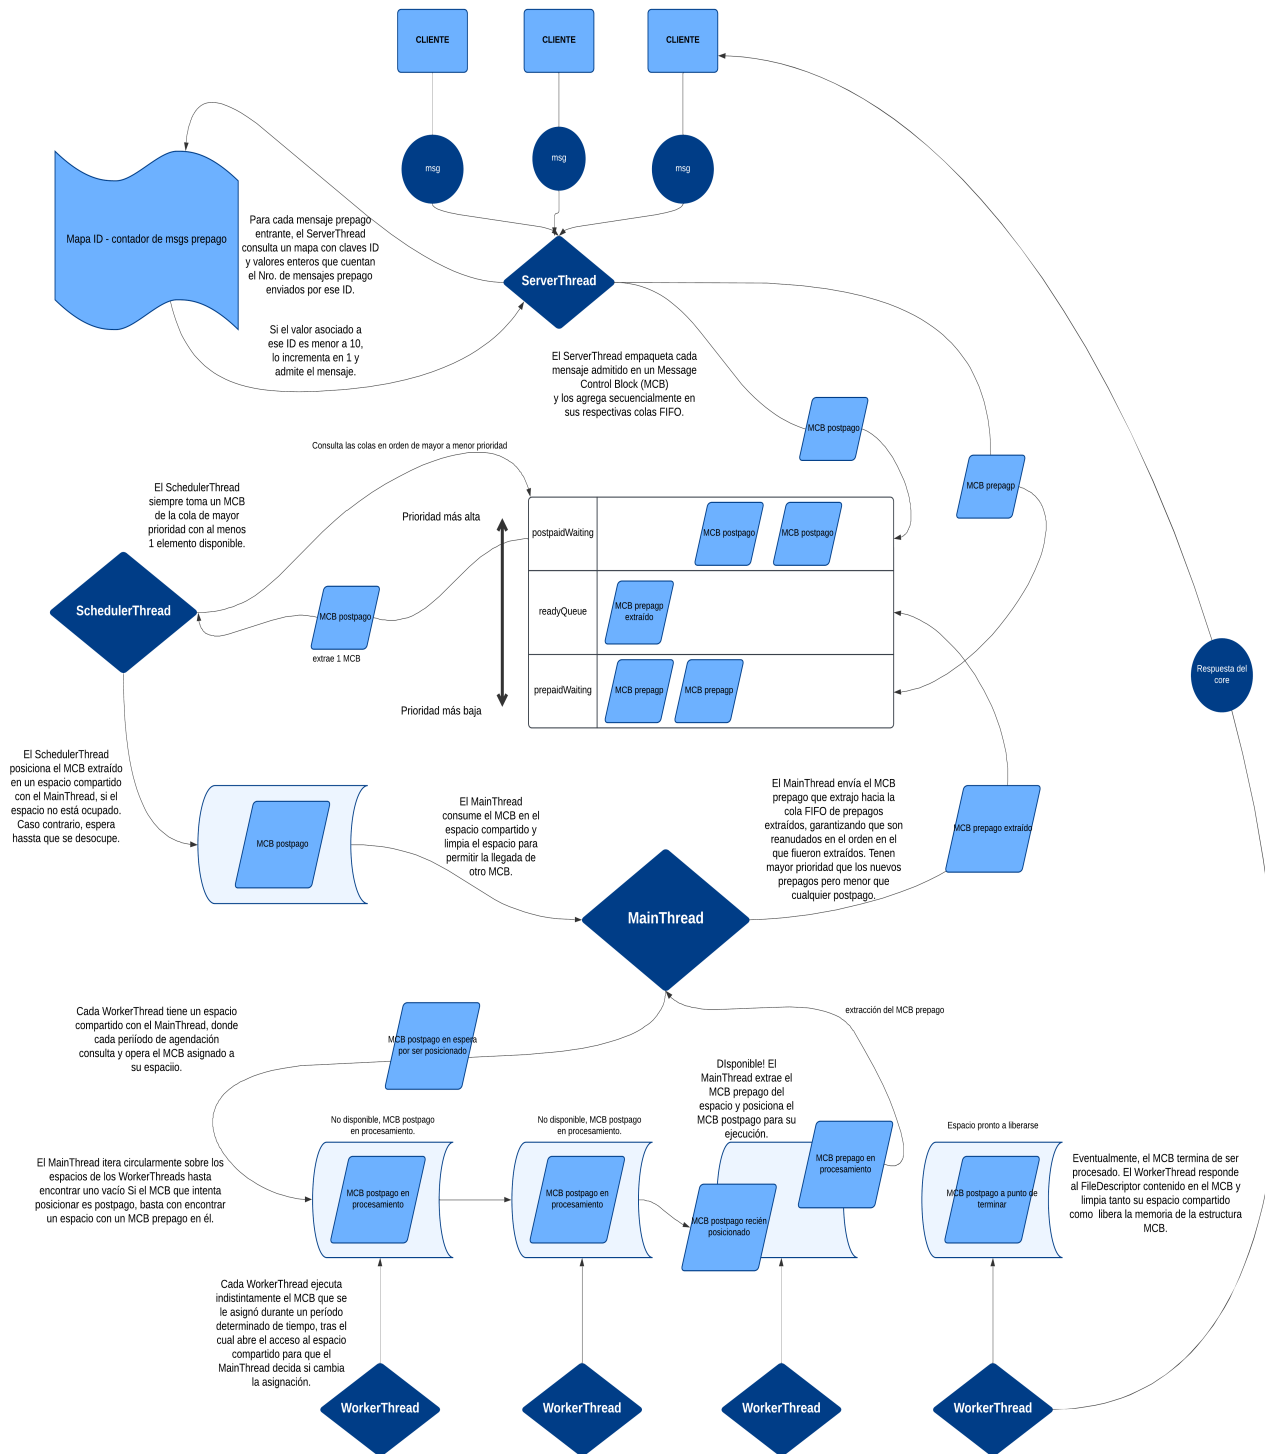 CLIENTE
CLIENTE
CLIENTE
msg
msg
msg
Mapa ID - contador de msgs prepago
Para cada mensaje prepago
entrante, el ServerThread
consulta un mapa con claves ID
y valores enteros que cuentan
el Nro. de mensajes prepago
enviados por ese ID.
ServerThread
Si el valor asociado a
ese ID es menor a 10,
lo incrementa en 1 y
admite el mensaje.
El ServerThread empaqueta cada
mensaje admitido en un Message
Control Block (MCB)
y los agrega secuencialmente en
sus respectivas colas FIFO.
MCB postpago
MCB prepagp
Consulta las colas en orden de mayor a menor prioridad
El SchedulerThread
siempre toma un MCB
de la cola de mayor
prioridad con al menos
1 elemento disponible.
Prioridad más alta
postpaidWaiting
MCB postpago
MCB postpago
SchedulerThread
MCB postpago
extrae 1 MCB
readyQueue
MCB prepagp
extraído
prepaidWaiting
MCB prepagp
MCB prepagp
Prioridad más baja
Respuesta del
core
El SchedulerThread
posiciona el MCB extraído
en un espacio compartido
con el MainThread, si el
espacio no está ocupado.
Caso contrario, espera
hassta que se desocupe.
MCB postpago
El MainThread
consume el MCB en el
espacio compartido y
limpia el espacio para
permitir la llegada de
otro MCB.
El MainThread envía el MCB
prepago que extrajo hacia la
cola FIFO de prepagos
extraídos, garantizando que son
reanudados en el orden en el
que fiueron extraídos. Tenen
mayor prioridad que los nuevos
prepagos pero menor que
cualquier postpago.
MCB prepago extraído
MainThread
Cada WorkerThread tiene un espacio
compartido con el MainThread, donde
cada periíodo de agendación
consulta y opera el MCB asignado a
su espaciio.
MCB postpago en espera
por ser posicionado
extracción del MCB prepago
DIsponible! El
MainThread extrae el
MCB prepago del
espacio y posiciona el
MCB postpago para su
ejecución.
No disponible, MCB postpago
en procesamiento.
No disponible, MCB postpago
en procesamiento.
Espacio pronto a liberarse
El MainThread itera circularmente sobre los
espacios de los WorkerThreads hasta
encontrar uno vacío Si el MCB que intenta
posicionar es postpago, basta con encontrar
un espacio con un MCB prepago en él.
MCB postpago en
procesamiento
MCB postpago en
procesamiento
MCB prepago en
procesamiento
MCB postpago recién
posicionado
MCB postpago a punto de
terminar
Eventualmente, el MCB termina de ser
procesado. El WorkerThread responde
al FileDescriptor contenido en el MCB y
limpia tanto su espacio compartido
como libera la memoria de la estructura
MCB.
Cada WorkerThread ejecuta
indistintamente el MCB que se
le asignó durante un período
determinado de tiempo, tras el
cual abre el acceso al espacio
compartido para que el
MainThread decida si cambia
la asignación.
WorkerThread
WorkerThread
WorkerThread
WorkerThread